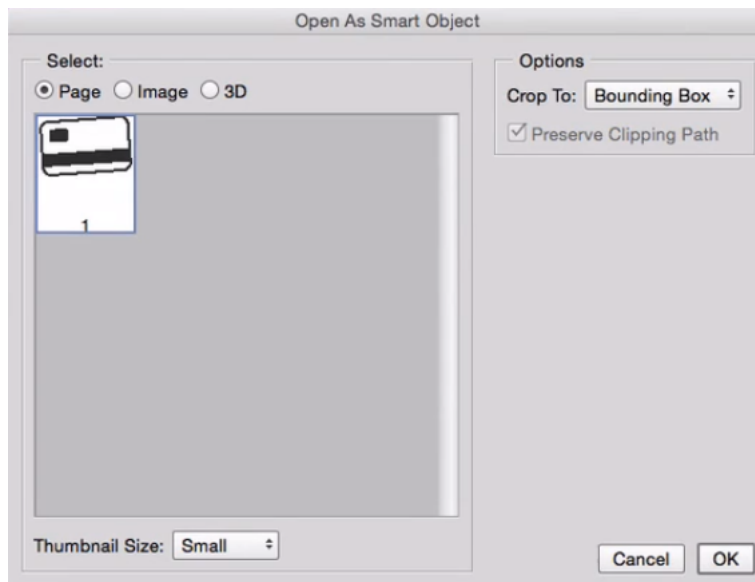 Open As Smart Object
Select:
Page Image 3D
1
Thumbnail Size: Small
Options
Crop To: Bounding Box
Preserve Clipping Path
Cancel OK